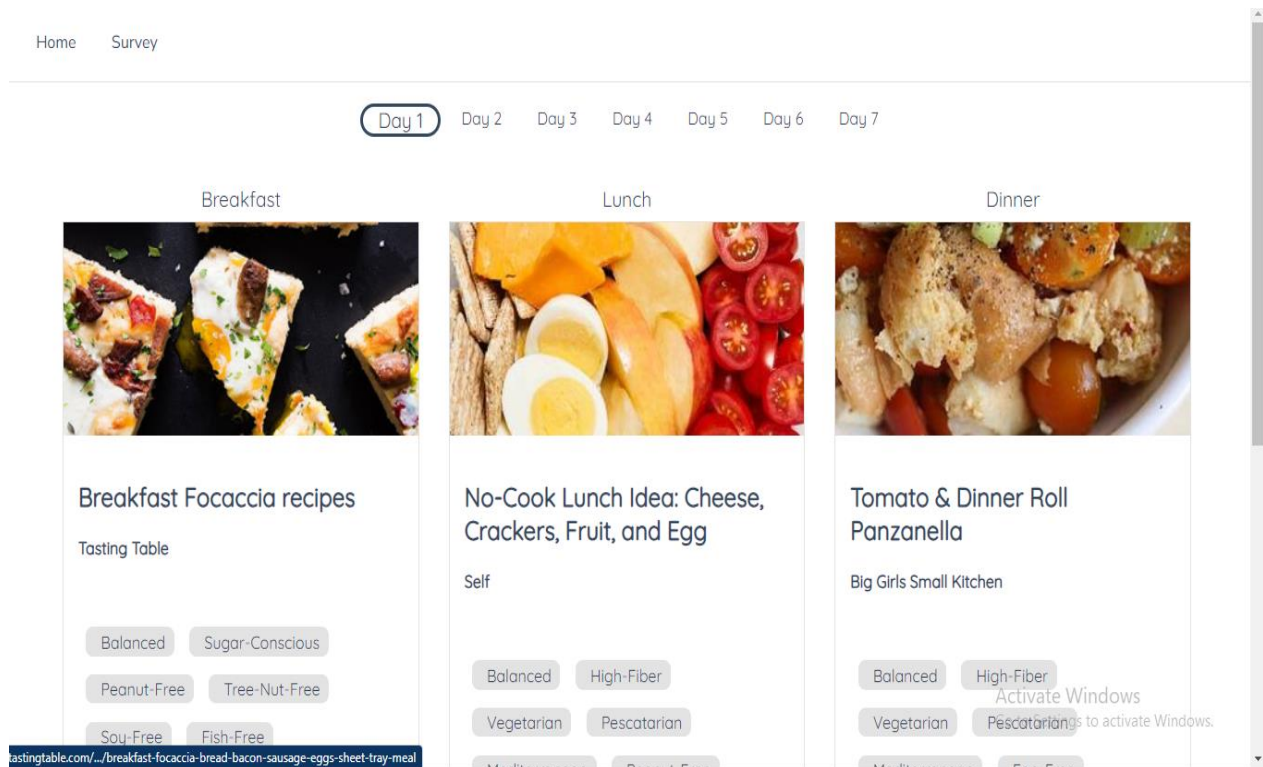 Home Survey
Day 1 Day 2 Day 3 Day 4 Day 5 Day 6 Day 7
Breakfast
Lunch
Dinner
Breakfast Focaccia recipes
Tasting Table
Balanced Sugar-Conscious
Peanut-Free Tree-Nut-Free
Soy-Free Fish-Free
No-Cook Lunch Idea: Cheese,
Crackers, Fruit, and Egg
Self
Balanced High-Fiber
Vegetarian Pescatarian
Tomato & Dinner Roll
Panzanella
Big Girls Small Kitchen
Balanced High-Fiber
Vegetarian Pescatarian
Activate Windows
Go to Settings to activate Windows.
tastingtable.com/.../breakfast-focaccia-bread-bacon-sausage-eggs-sheet-tray-meal